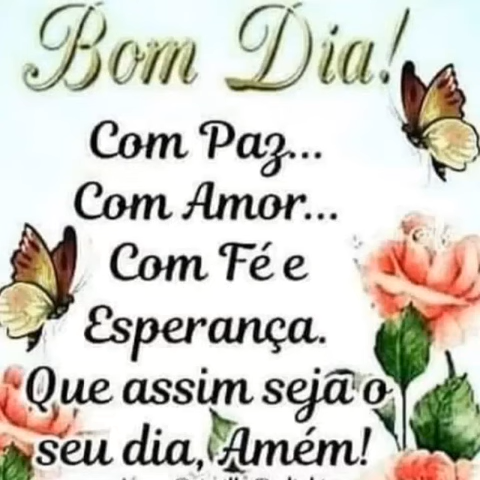 Bom Dia!
Com Paz...
Com Amor...
Com Fé e
Esperança.
Que assim seja o
seu dia, Amém!